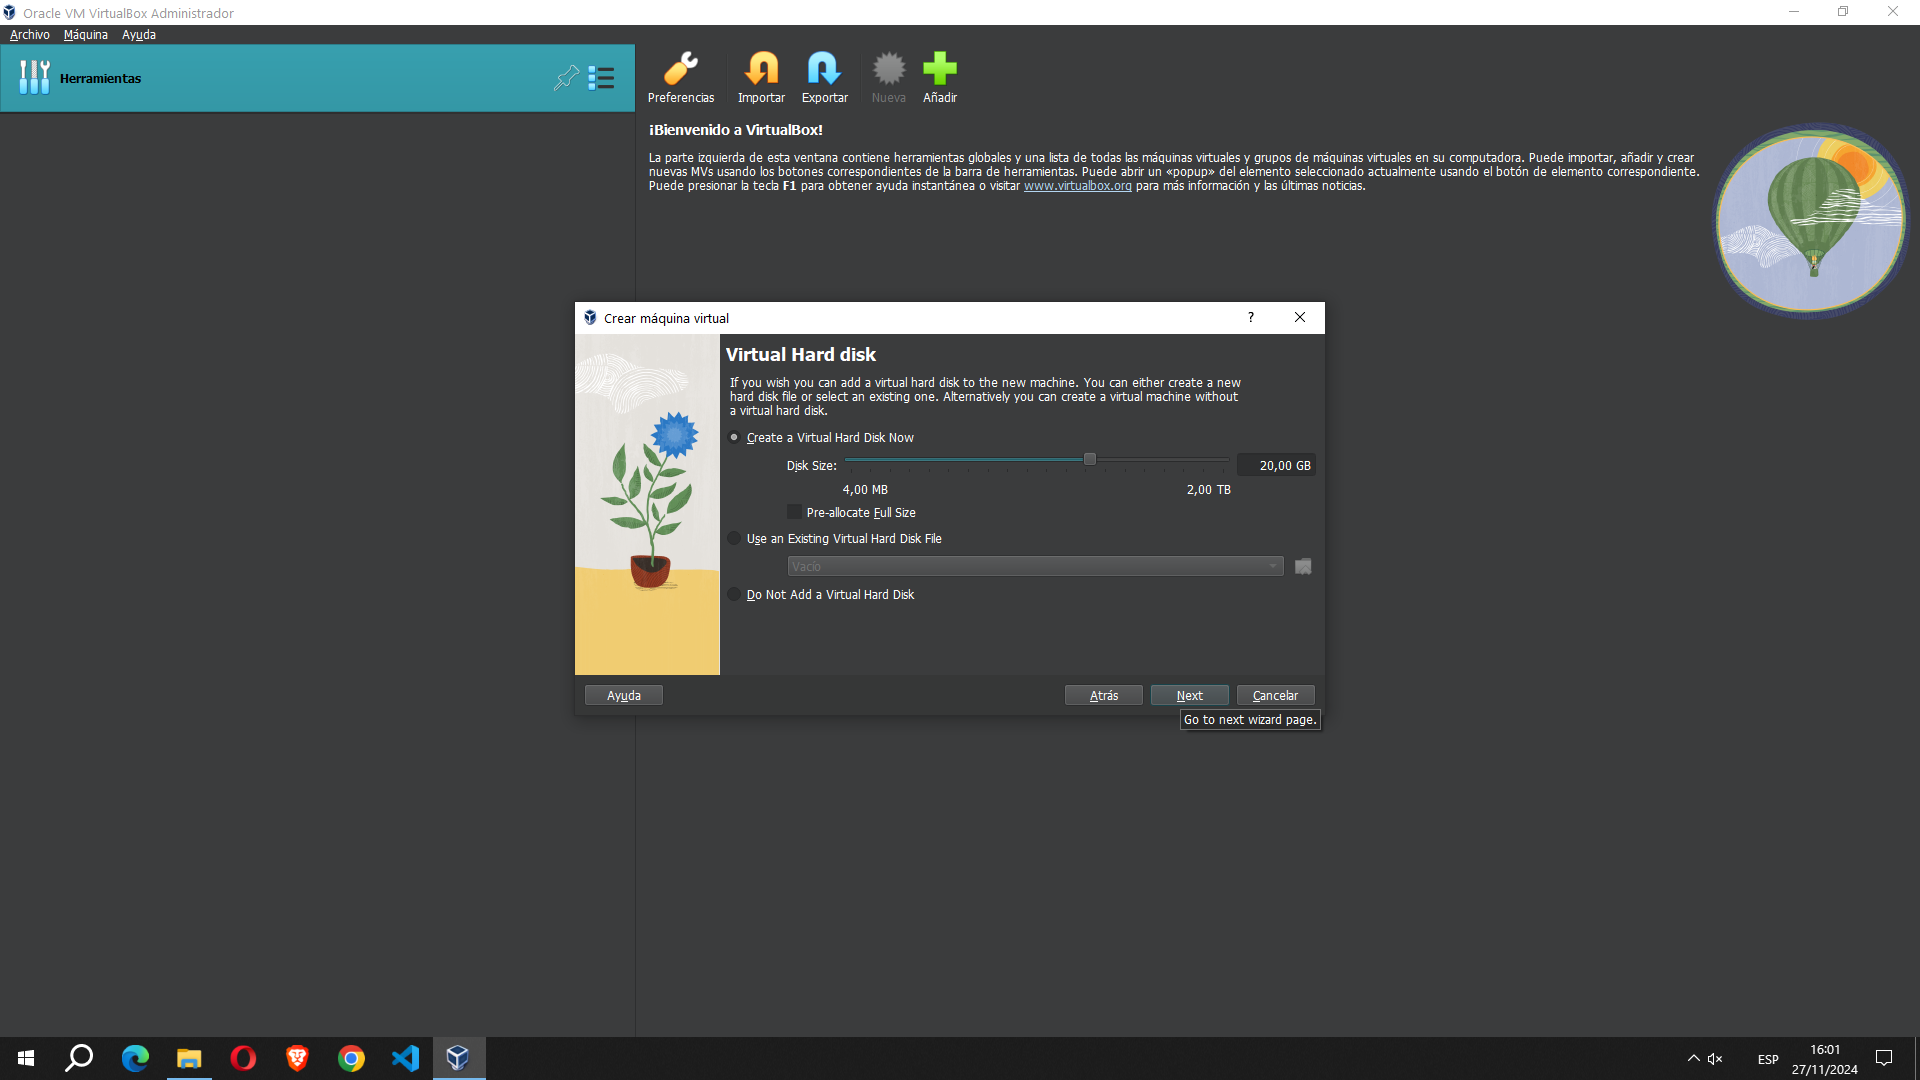 Oracle VM VirtualBox Administrador
Archivo Máquina Ayuda
Herramientas
Preferencias Importar Exportar Nueva Añadir
¡Bienvenido a VirtualBox!
La parte izquierda de esta ventana contiene herramientas globales y una lista de todas las máquinas virtuales y grupos de máquinas virtuales en su computadora. Puede importar, añadir y crear
nuevas MVs usando los botones correspondientes de la barra de herramientas. Puede abrir un «popup» del elemento seleccionado actualmente usando el botón de elemento correspondiente.
Puede presionar la tecla F1 para obtener ayuda instantánea o visitar www.virtualbox.org para más información y las últimas noticias.
Crear máquina virtual
?
Virtual Hard disk
If you wish you can add a virtual hard disk to the new machine. You can either create a new
hard disk file or select an existing one. Alternatively you can create a virtual machine without
a virtual hard disk.
Create a Virtual Hard Disk Now
Disk Size: 20,00 GB
4,00 MB 2,00 TB
Pre-allocate Full Size
Use an Existing Virtual Hard Disk File
Vacío
Do Not Add a Virtual Hard Disk
Ayuda Atrás Next Cancelar
Go to next wizard page.
ESP
16:01
27/11/2024